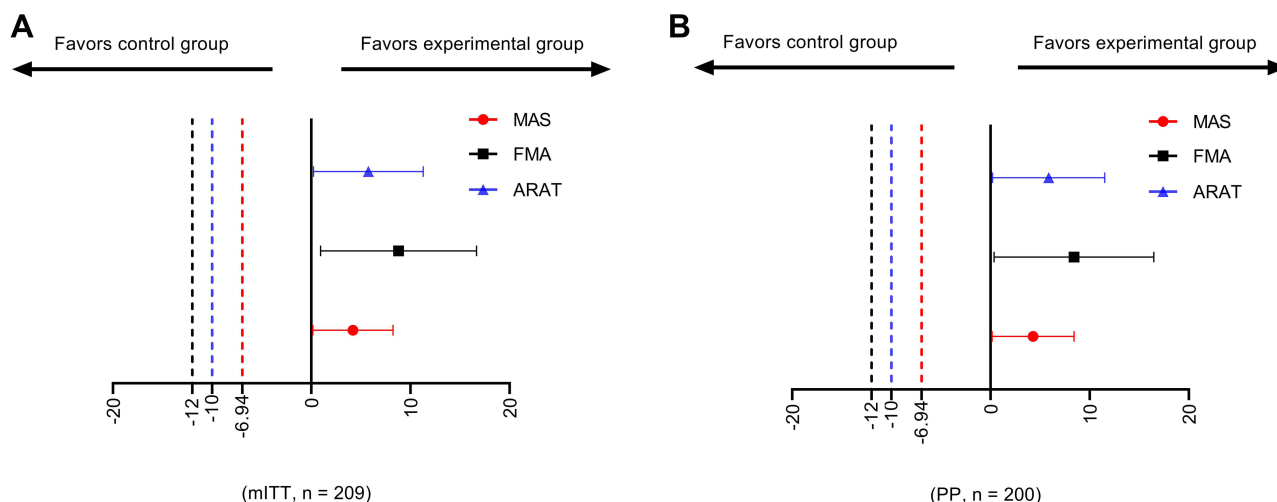 A
Favors control group
Favors experimental group
MAS
FMA
ARAT
-20
-12
-10
-6.94
0
10
20
(mITT, n = 209)
B
Favors control group
Favors experimental group
MAS
FMA
ARAT
-20
-12
-10
-6.94
0
10
20
(PP, n = 200)